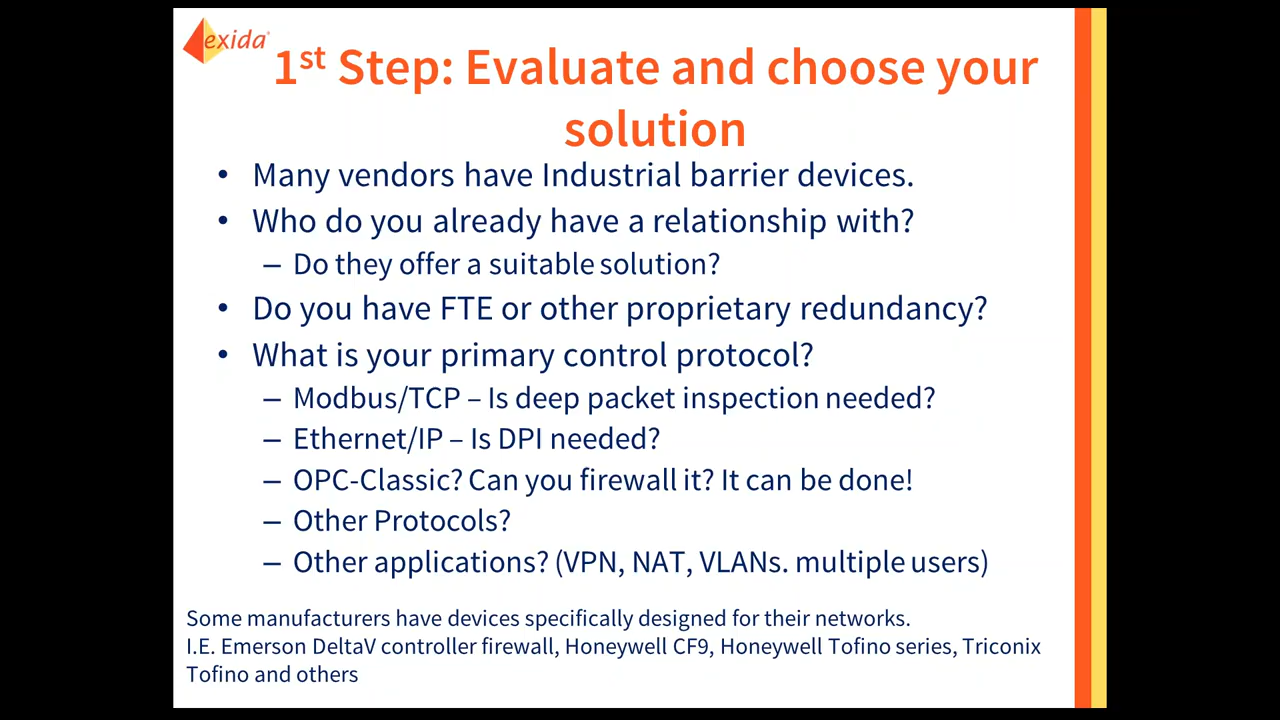 exida
1st Step: Evaluate and choose your
solution
• Many vendors have Industrial barrier devices.
• Who do you already have a relationship with?
– Do they offer a suitable solution?
• Do you have FTE or other proprietary redundancy?
• What is your primary control protocol?
– Modbus/TCP – Is deep packet inspection needed?
– Ethernet/IP – Is DPI needed?
– OPC-Classic? Can you firewall it? It can be done!
– Other Protocols?
– Other applications? (VPN, NAT, VLANs. multiple users)
Some manufacturers have devices specifically designed for their networks.
I.E. Emerson DeltaV controller firewall, Honeywell CF9, Honeywell Tofino series, Triconix
Tofino and others